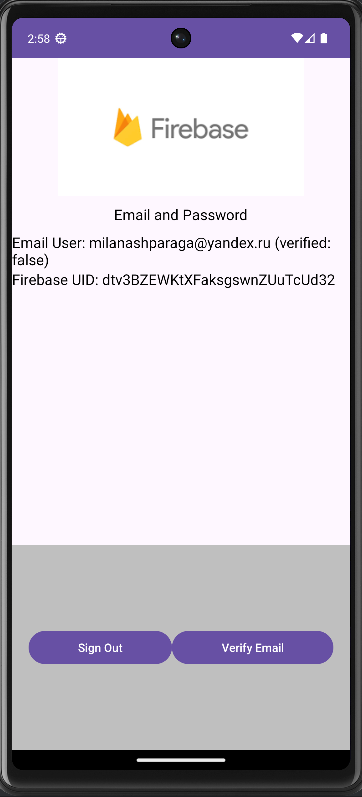 2:58
Firebase
Email and Password
Email User: milanashparaga@yandex.ru (verified:
false)
Firebase UID: dtv3BZEWKtXFaksgswnZUuTcUd32
Sign Out
Verify Email